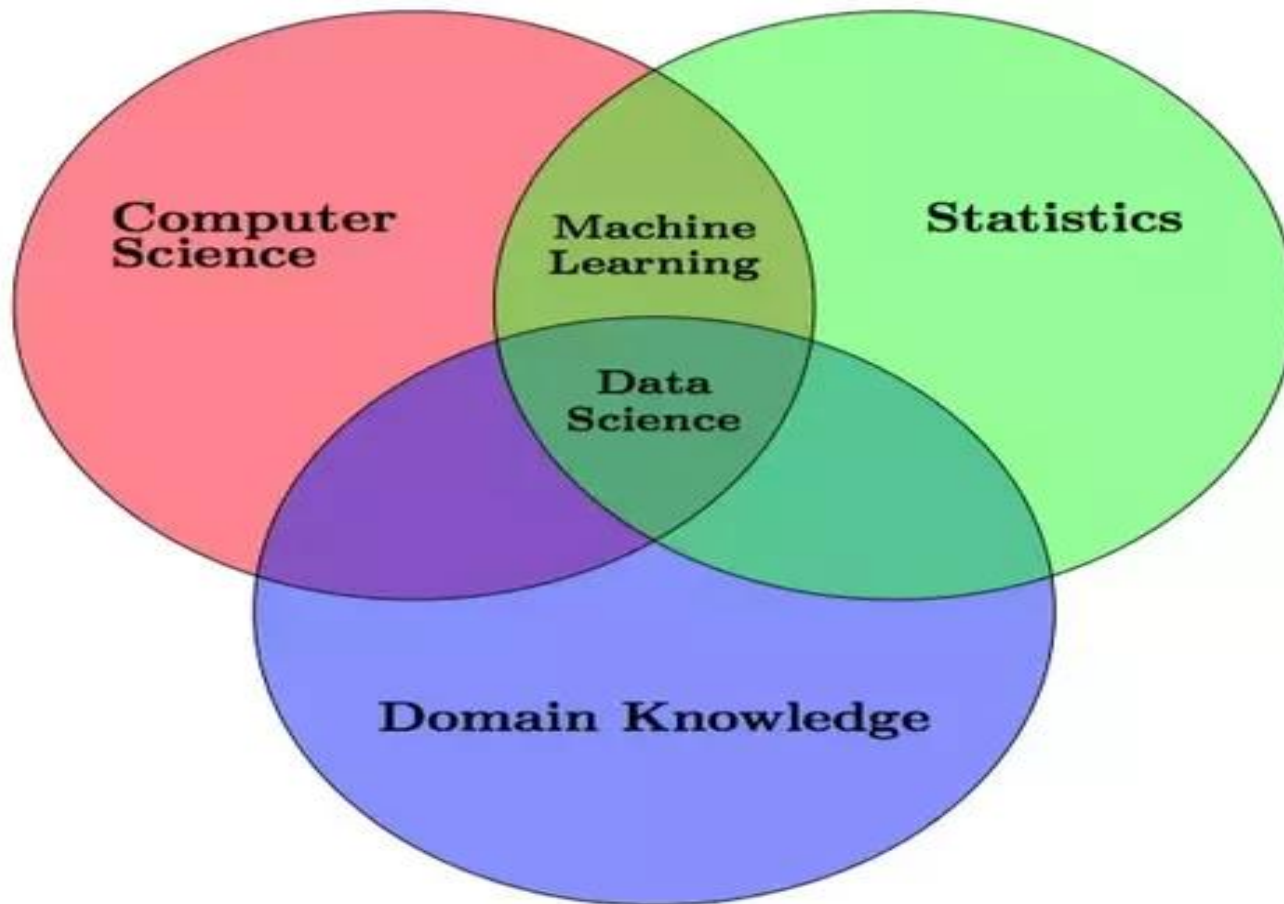 Computer
Science
Machine
Learning
Statistics
Data
Science
Domain Knowledge